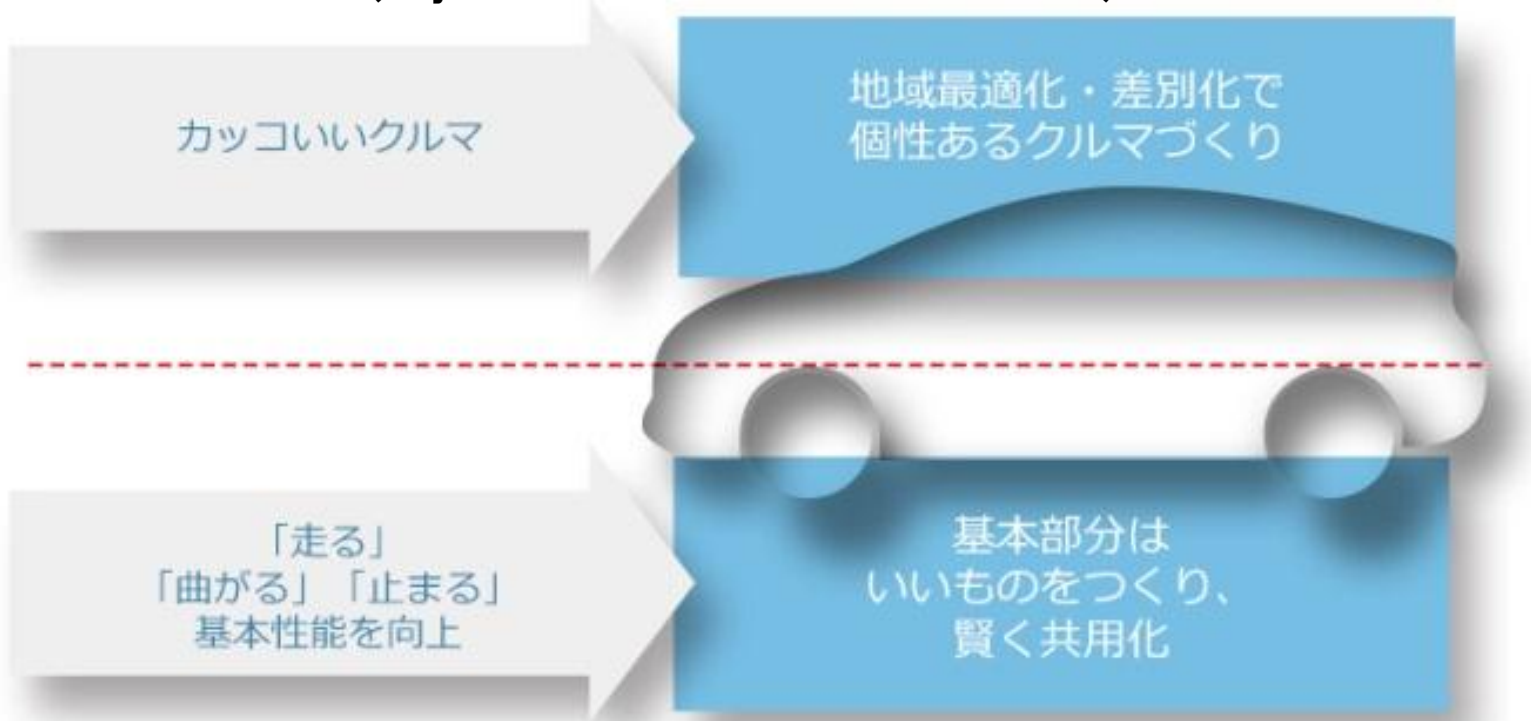 カッコいいクルマ
地域最適化・差別化で
個性あるクルマづくり
「走る」
「曲がる」「止まる」
基本性能を向上
基本部分は
いいものをつくり、
賢く共用化